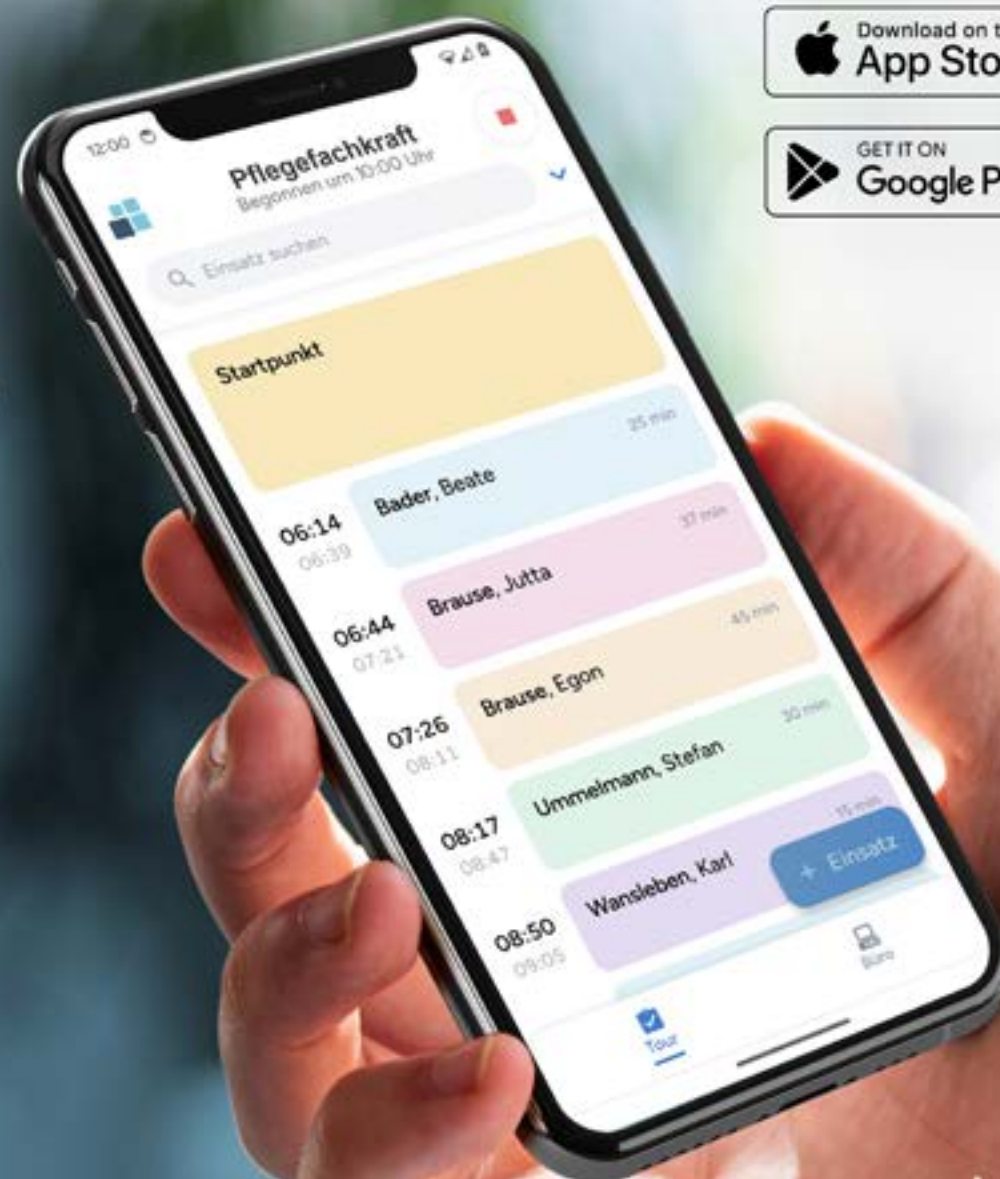 Download on t
App Sto
GET IT ON
Google P
12:00
Pflegefachkraft
Begonnen um 10:00 Uhr
Einsatz suchen
Startpunkt
06:14
06:39
Bader, Beate
25 min
06:44
07:21
Brause, Jutta
37 min
07:26
08:11
Brause, Egon
45 min
08:17
08:47
Ummelmann, Stefan
30 min
08:50
09:05
Wansleben, Karl
15 min
+ Einsatz
Tour
Büro